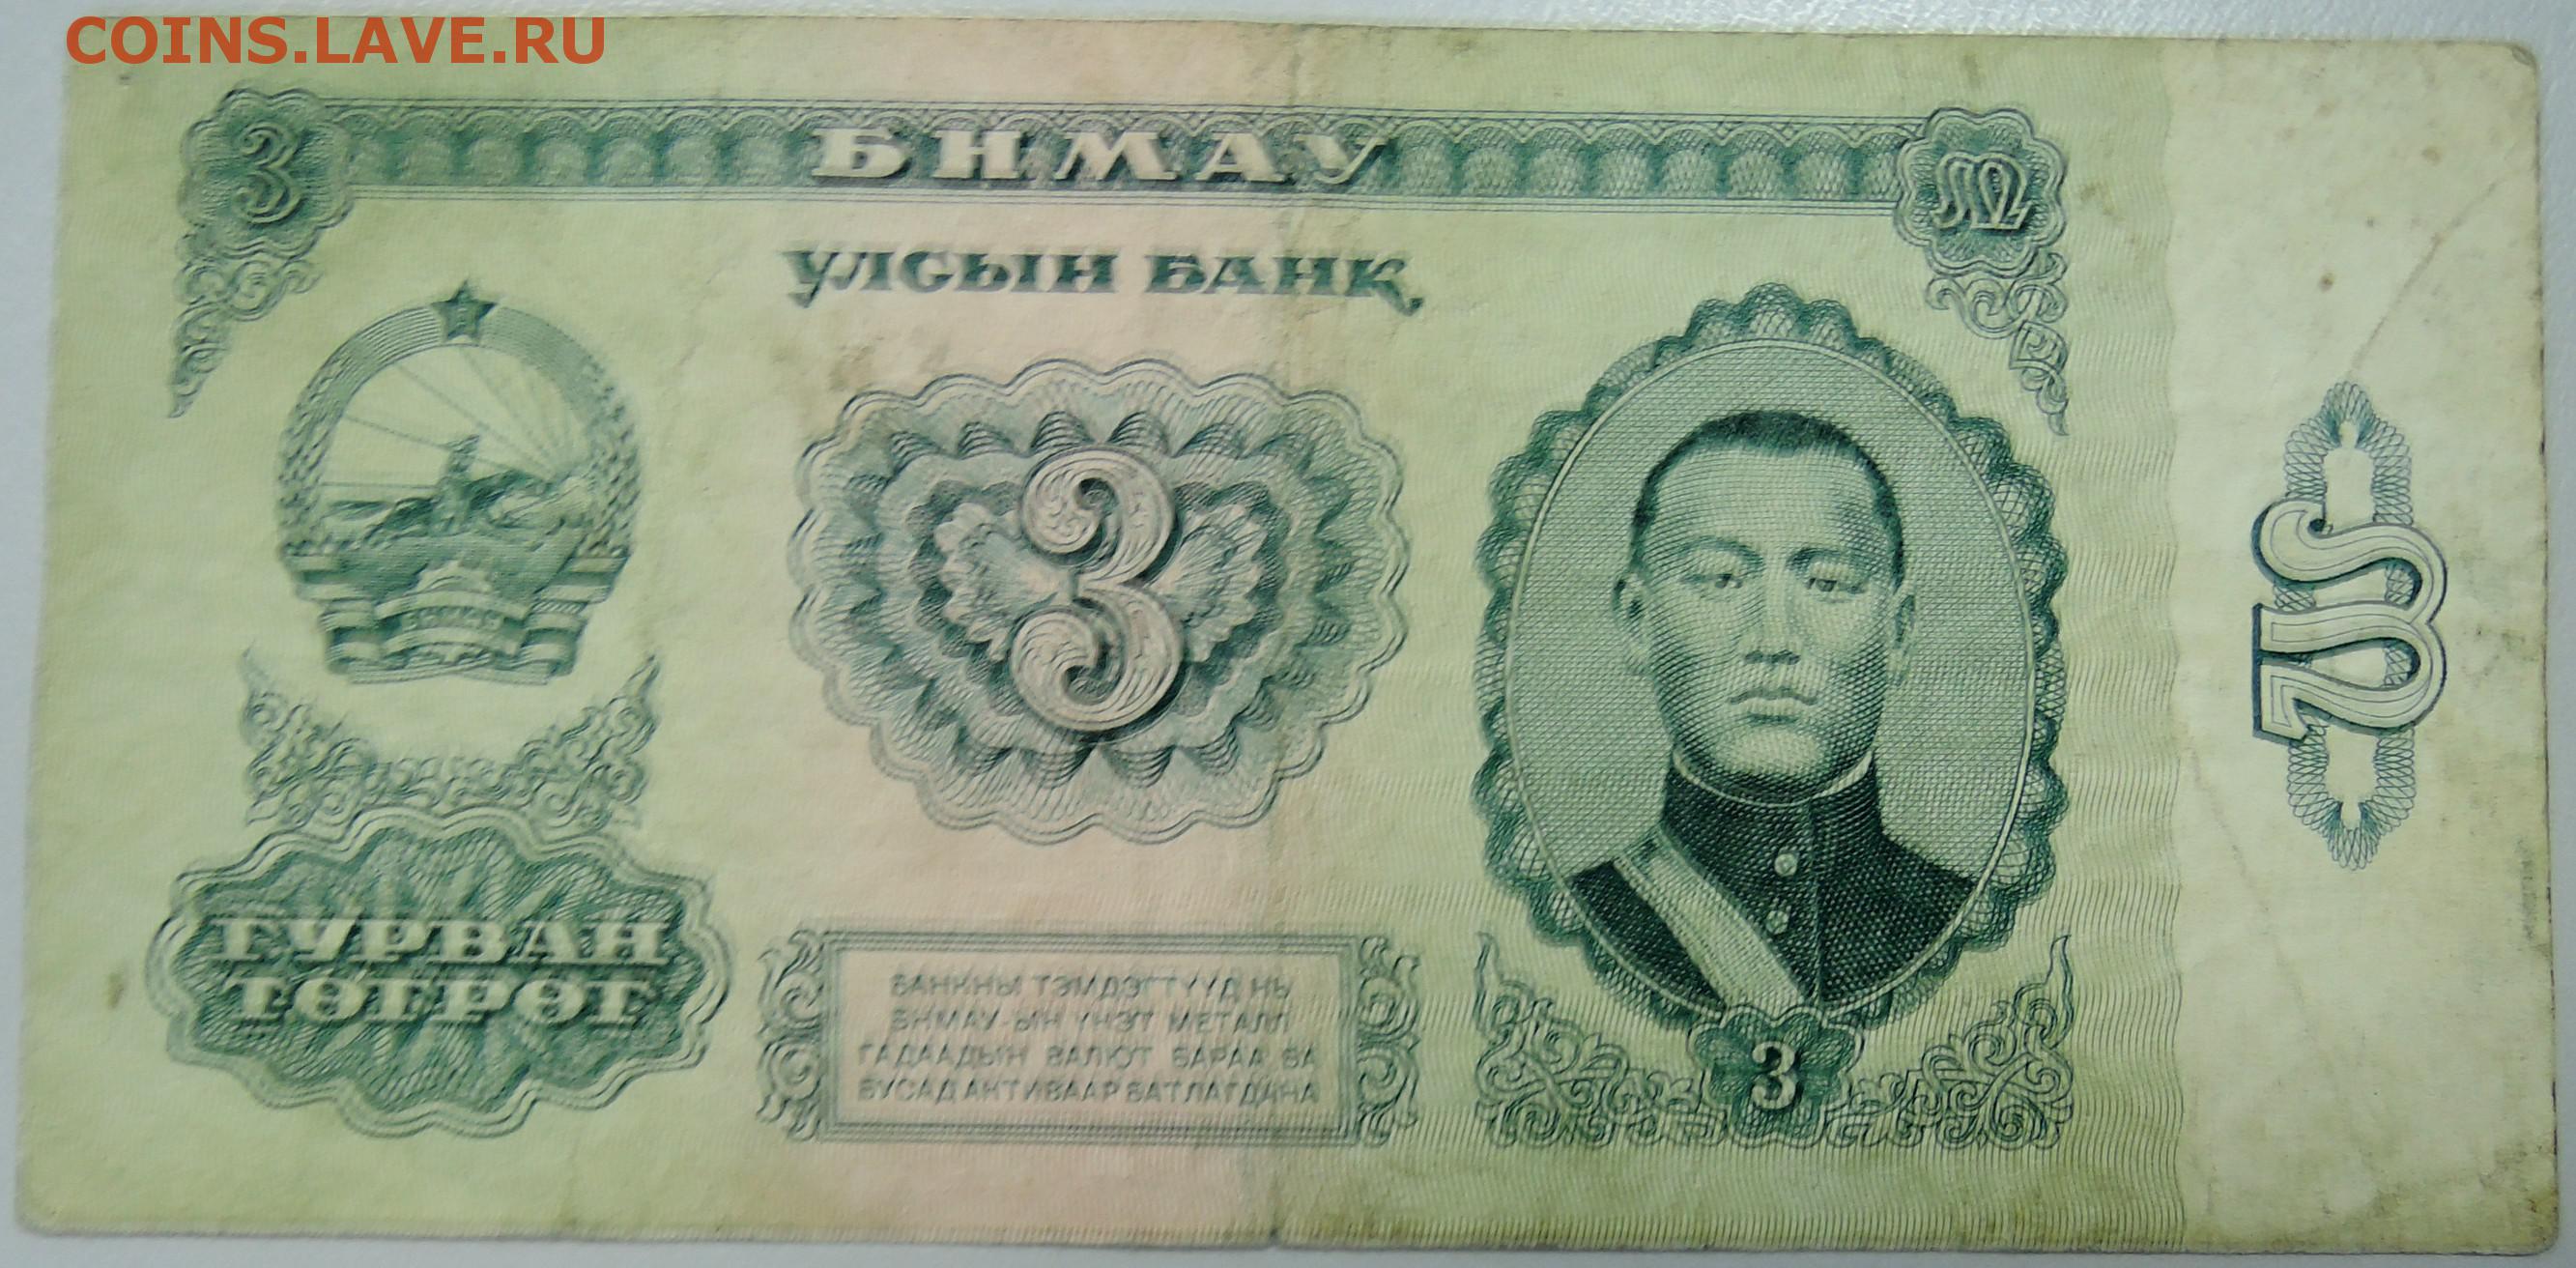 COINS.LAVE.RU
3
БНМАУ
УЛСЫН БАНК
3
ГУРВАН
ТӨГРӨГ
БАНКНЫ ТЭМДЭГТҮҮД НЬ
БНМАУ-ЫН ҮНЭТ МЕТАЛЛ
ГАДААДЫН ВАЛЮТ БАРАА БА
БУСАД АКТИВААР БАТЛАГДАНА
3